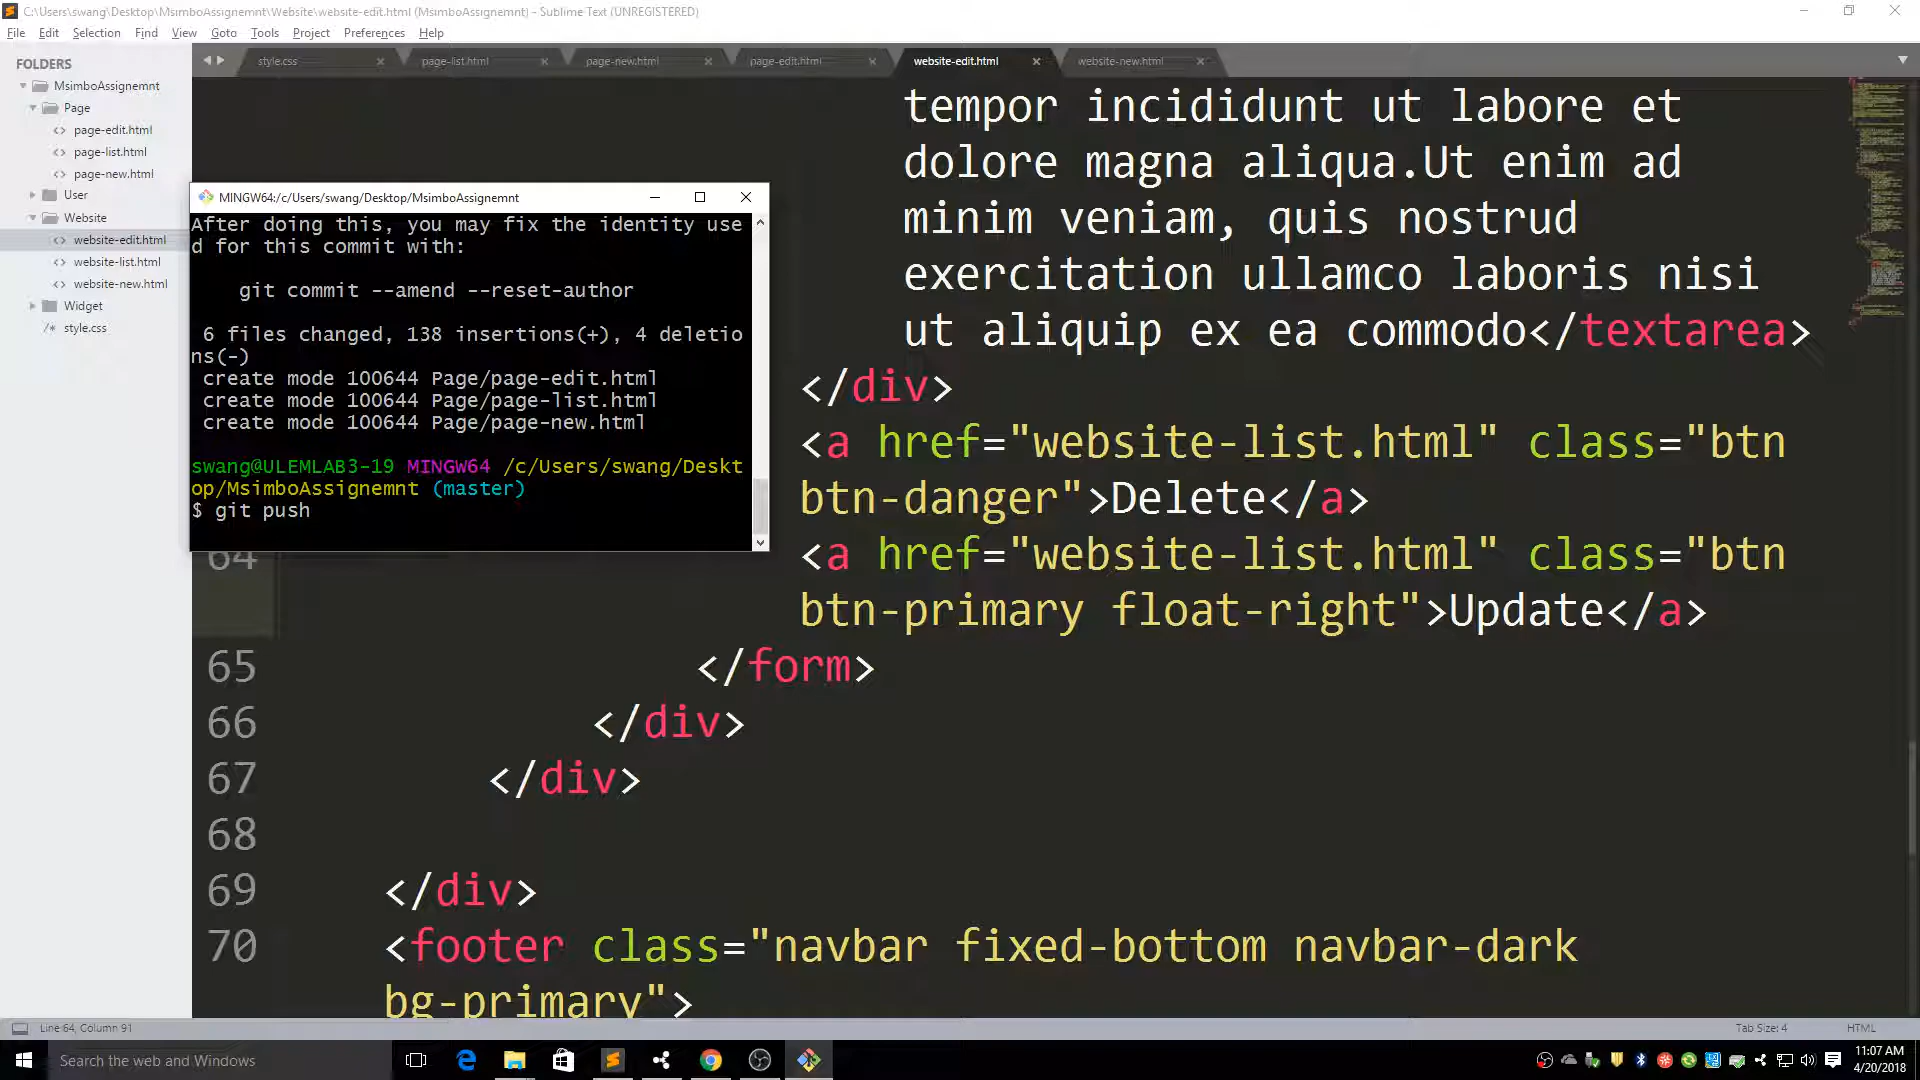 C:\Users\swang\Desktop\MsimboAssignemnt\Website\website-edit.html (MsimboAssignemnt) - Sublime Text (UNREGISTERED)
File Edit Selection Find View Goto Tools Project Preferences Help
FOLDERS
MsimboAssignemnt
Page
page-edit.html
page-list.html
page-new.html
User
Website
website-edit.html
website-list.html
website-new.html
Widget
style.css
style.css page-list.html page-new.html page-edit.html website-edit.html website-new.html
MINGW64:/c/Users/swang/Desktop/MsimboAssignemnt
After doing this, you may fix the identity use
d for this commit with:
git commit --amend --reset-author
6 files changed, 138 insertions(+), 4 deletio
ns(-)
create mode 100644 Page/page-edit.html
create mode 100644 Page/page-list.html
create mode 100644 Page/page-new.html
swang@ULEMLAB3-19 MINGW64 /c/Users/swang/Deskt
op/MsimboAssignemnt (master)
$ git push
tempor incididunt ut labore et
dolore magna aliqua.Ut enim ad
minim veniam, quis nostrud
exercitation ullamco laboris nisi
ut aliquip ex ea commodo</textarea>
</div>
<a href="website-list.html" class="btn
btn-danger">Delete</a>
64 <a href="website-list.html" class="btn
btn-primary float-right">Update</a>
65 </form>
66 </div>
67 </div>
68
69 </div>
70 <footer class="navbar fixed-bottom navbar-dark
bg-primary">
Line 64, Column 91
Tab Size: 4
HTML
Search the web and Windows
11:07 AM
4/20/2018